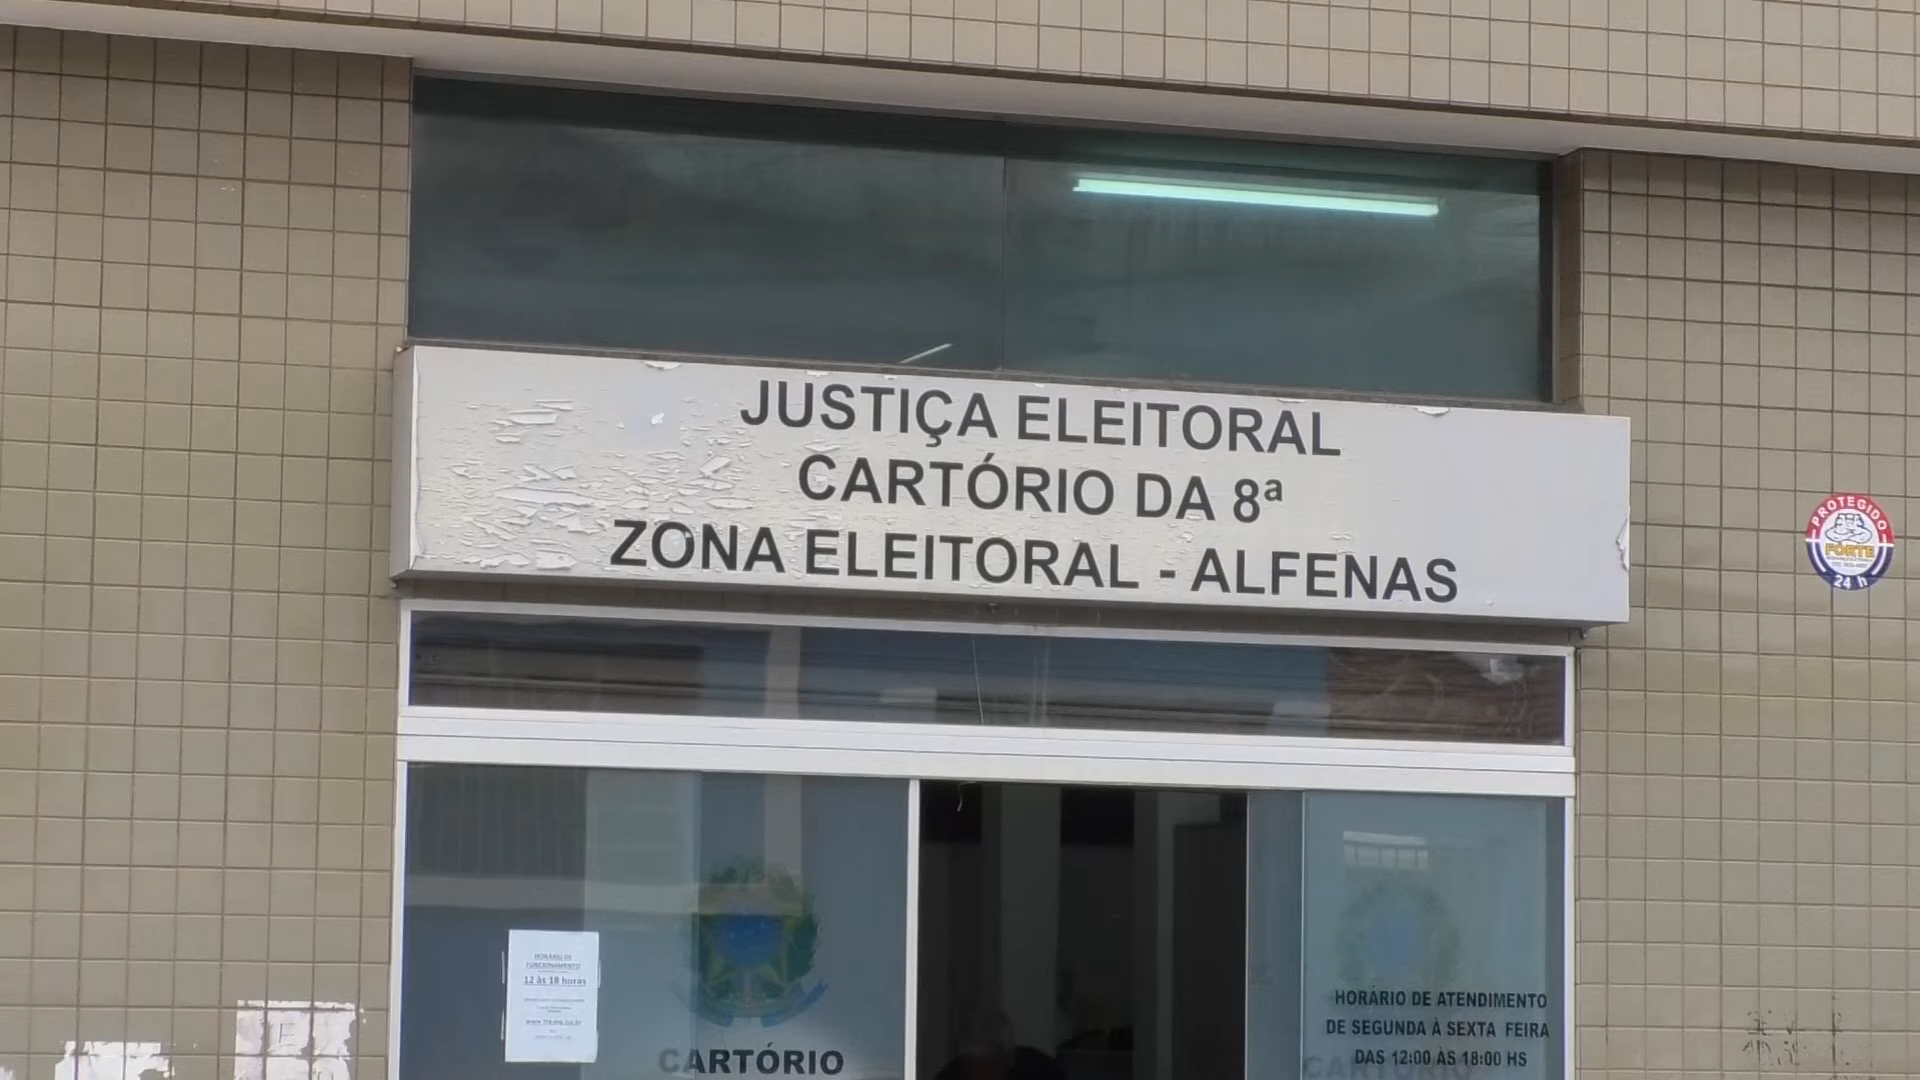 JUSTIÇA ELEITORAL
CARTÓRIO DA 8ª
ZONA ELEITORAL - ALFENAS
PROTEGIDO
FORTE
24 h
HORÁRIO DE
FUNCIONAMENTO
12 às 18 horas
CARTÓRIO
HORÁRIO DE ATENDIMENTO
DE SEGUNDA À SEXTA FEIRA
DAS 12:00 ÀS 18:00 HS
CARTÓRIO